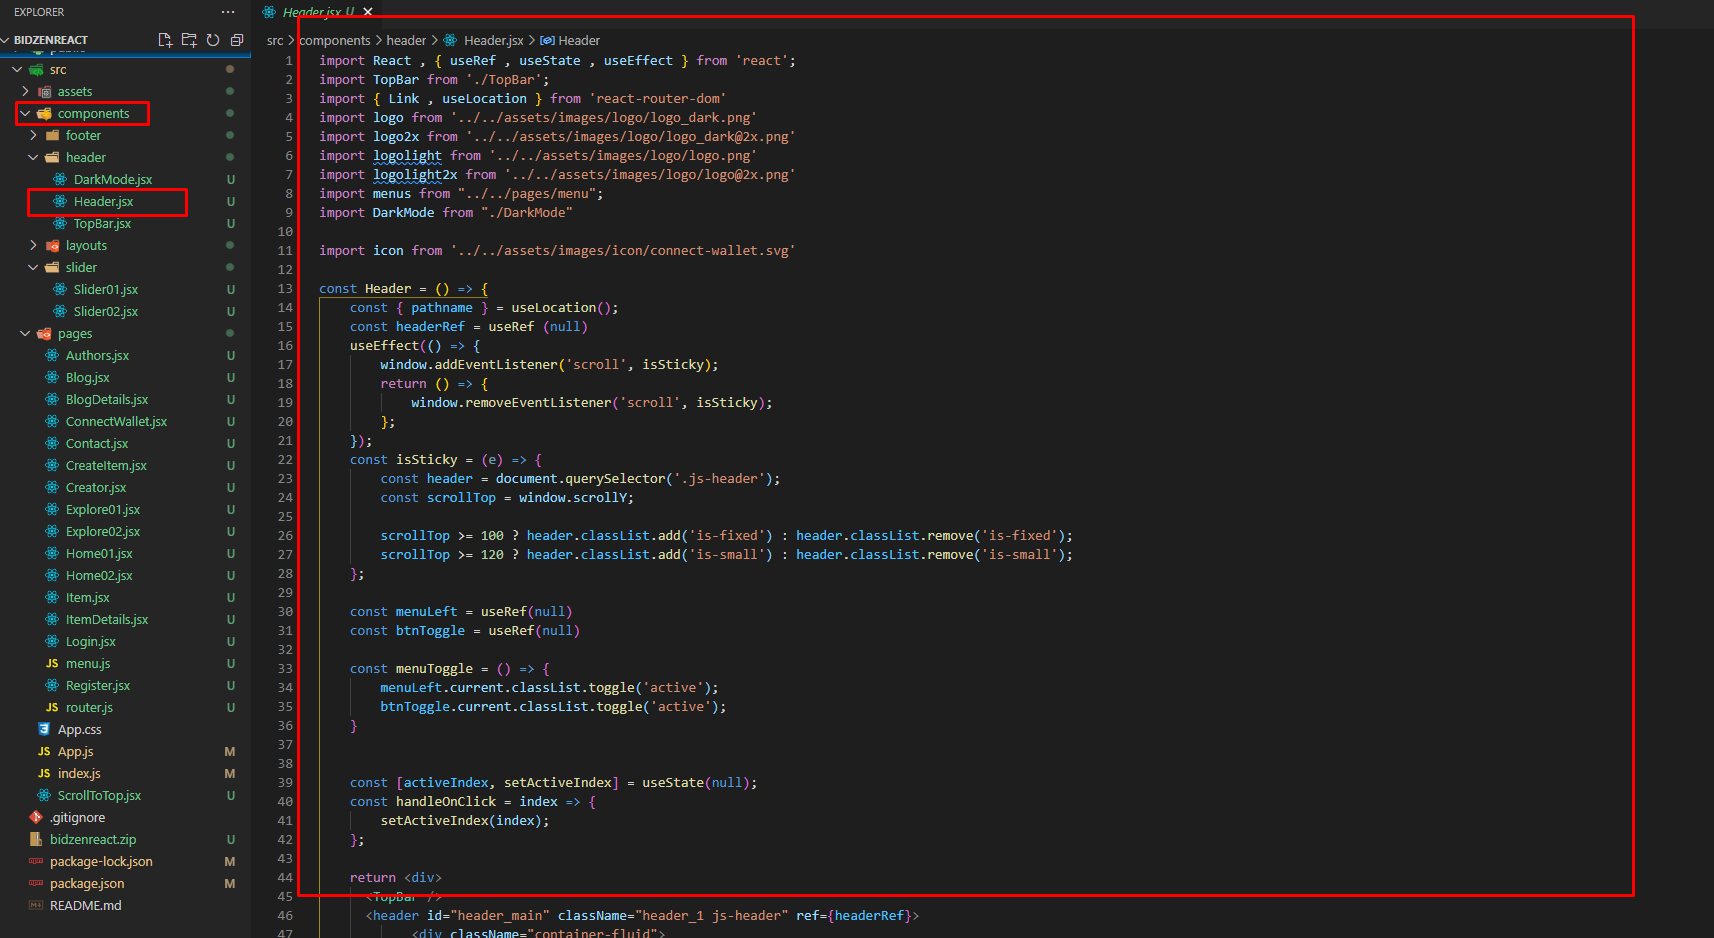 EXPLORER
BIDZENREACT
public
src
assets
components
footer
header
DarkMode.jsx U
Header.jsx U
TopBar.jsx U
layouts
slider
Slider01.jsx U
Slider02.jsx U
pages
Authors.jsx U
Blog.jsx U
BlogDetails.jsx U
ConnectWallet.jsx U
Contact.jsx U
CreateItem.jsx U
Creator.jsx U
Explore01.jsx U
Explore02.jsx U
Home01.jsx U
Home02.jsx U
Item.jsx U
ItemDetails.jsx U
Login.jsx U
JS menu.js U
Register.jsx U
JS router.js U
App.css
JS App.js M
JS index.js M
ScrollToTop.jsx U
.gitignore
bidzenreact.zip U
package-lock.json M
package.json M
README.md
Header.jsx U
src > components > header > Header.jsx > Header
1 import React , { useRef , useState , useEffect } from 'react';
2 import TopBar from './TopBar';
3 import { Link , useLocation } from 'react-router-dom'
4 import logo from '../../assets/images/logo/logo_dark.png'
5 import logo2x from '../../assets/images/logo/logo_dark@2x.png'
6 import logolight from '../../assets/images/logo/logo.png'
7 import logolight2x from '../../assets/images/logo/logo@2x.png'
8 import menus from "../../pages/menu";
9 import DarkMode from "./DarkMode"
10
11 import icon from '../../assets/images/icon/connect-wallet.svg'
12
13 const Header = () => {
14 const { pathname } = useLocation();
15 const headerRef = useRef (null)
16 useEffect(() => {
17 window.addEventListener('scroll', isSticky);
18 return () => {
19 window.removeEventListener('scroll', isSticky);
20 };
21 });
22 const isSticky = (e) => {
23 const header = document.querySelector('.js-header');
24 const scrollTop = window.scrollY;
25
26 scrollTop >= 100 ? header.classList.add('is-fixed') : header.classList.remove('is-fixed');
27 scrollTop >= 120 ? header.classList.add('is-small') : header.classList.remove('is-small');
28 };
29
30 const menuLeft = useRef(null)
31 const btnToggle = useRef(null)
32
33 const menuToggle = () => {
34 menuLeft.current.classList.toggle('active');
35 btnToggle.current.classList.toggle('active');
36 }
37
38
39 const [activeIndex, setActiveIndex] = useState(null);
40 const handleOnClick = index => {
41 setActiveIndex(index);
42 };
43
44 return <div>
45 <TopBar />
46 <header id="header_main" className="header_1 js-header" ref={headerRef}>
47 <div className="container-fluid">